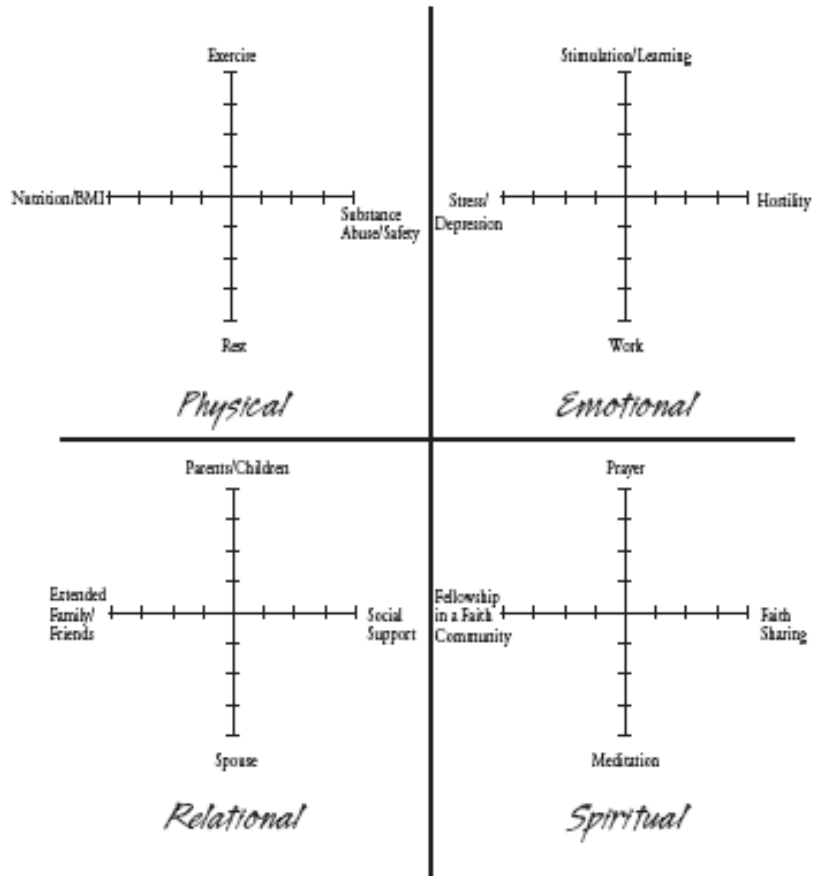 Exercise
Nutrition/BMI
Substance
Abuse/Safety
Rest
Physical
Stimulation/Learning
Stress/
Depression
Hostility
Work
Emotional
Parents/Children
Extended
Family/
Friends
Social
Support
Spouse
Relational
Prayer
Fellowship
in a Faith
Community
Faith
Sharing
Meditation
Spiritual